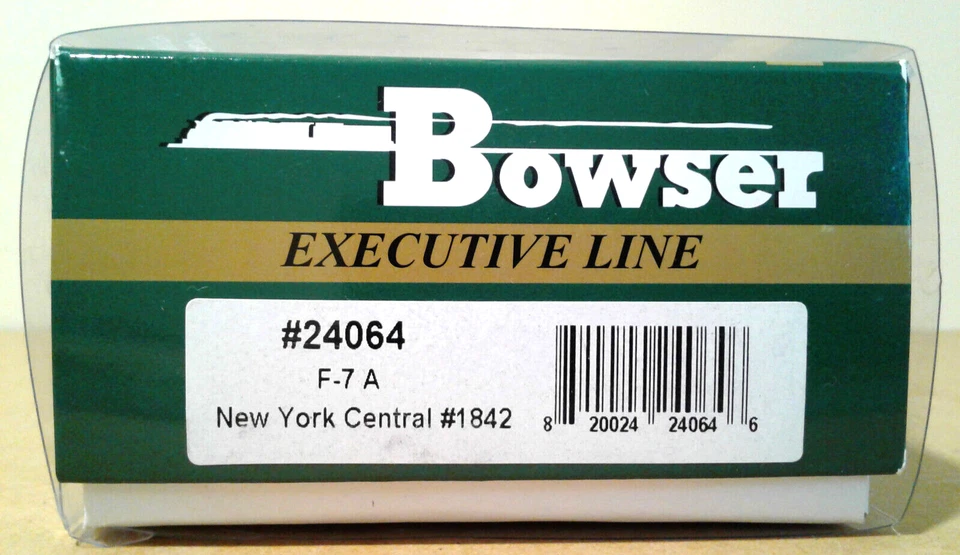 Bowser
EXECUTIVE LINE
#24064
F-7 A
New York Central #1842
8 20024 24064 6